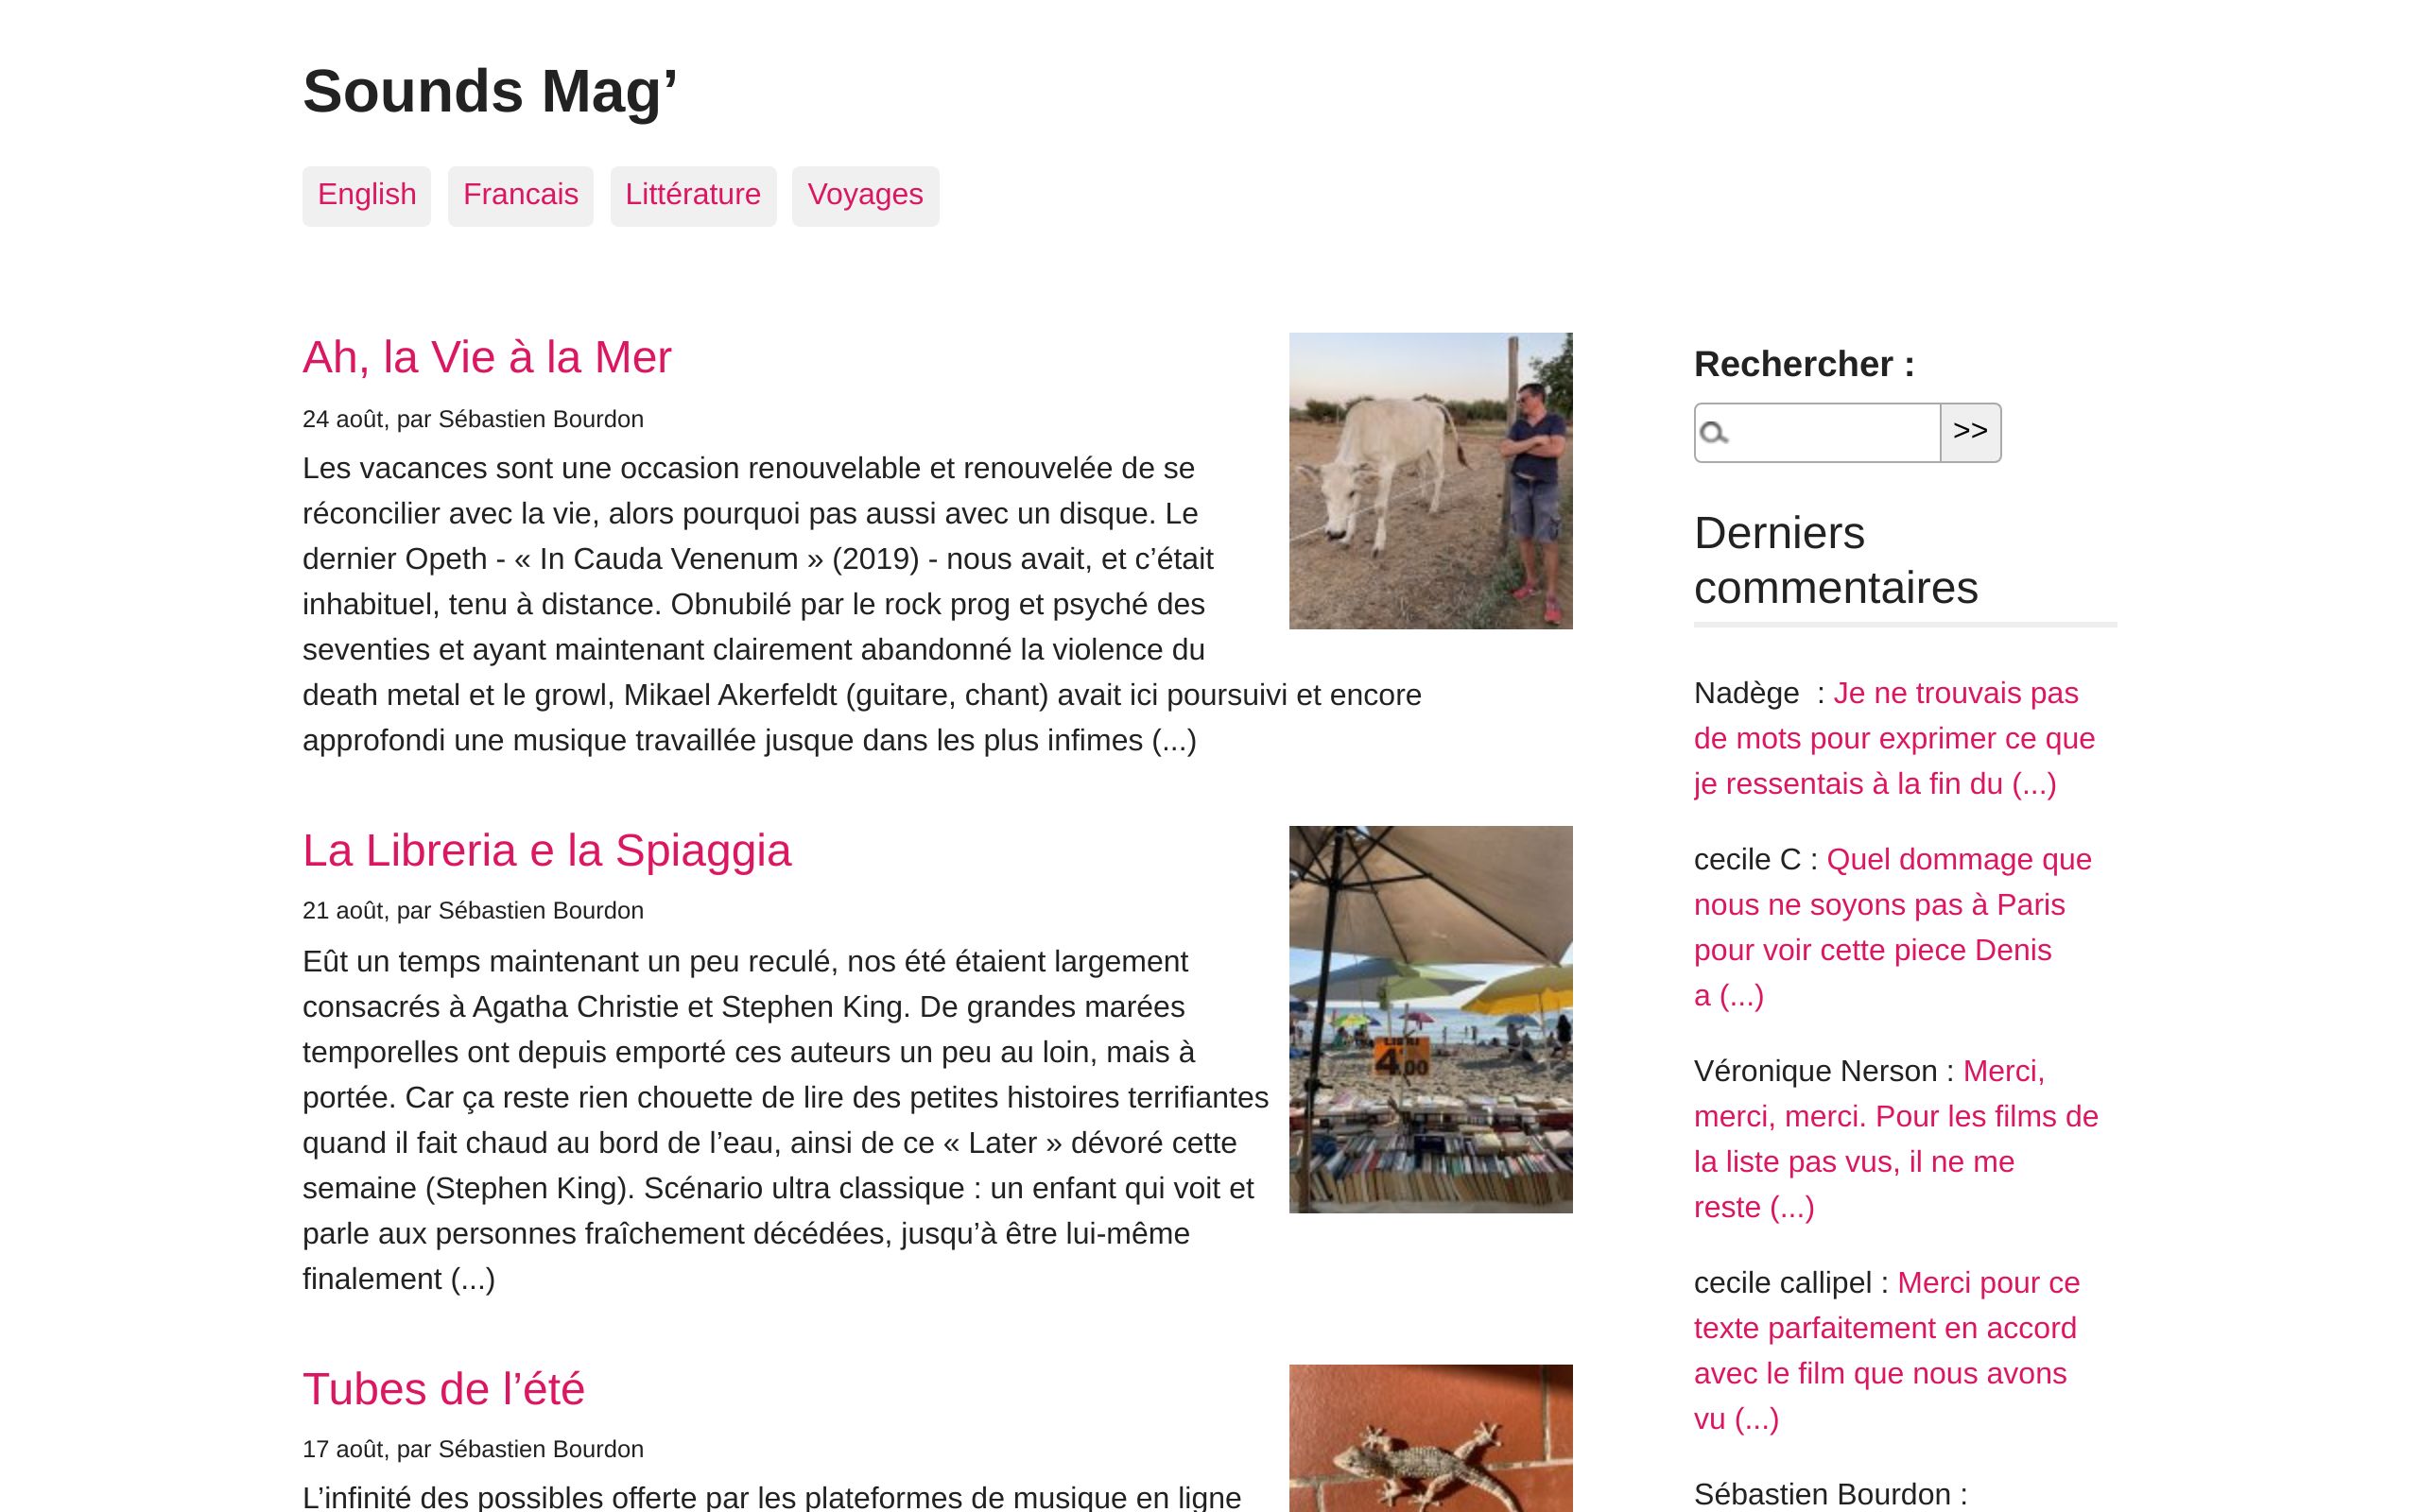 Sounds Mag’
English
Francais
Littérature
Voyages
Ah, la Vie à la Mer
24 août, par Sébastien Bourdon
Les vacances sont une occasion renouvelable et renouvelée de se
réconcilier avec la vie, alors pourquoi pas aussi avec un disque. Le
dernier Opeth - « In Cauda Venenum » (2019) - nous avait, et c’était
inhabituel, tenu à distance. Obnubilé par le rock prog et psyché des
seventies et ayant maintenant clairement abandonné la violence du
death metal et le growl, Mikael Akerfeldt (guitare, chant) avait ici poursuivi et encore
approfondi une musique travaillée jusque dans les plus infimes (...)
La Libreria e la Spiaggia
21 août, par Sébastien Bourdon
Eût un temps maintenant un peu reculé, nos été étaient largement
consacrés à Agatha Christie et Stephen King. De grandes marées
temporelles ont depuis emporté ces auteurs un peu au loin, mais à
portée. Car ça reste rien chouette de lire des petites histoires terrifiantes
quand il fait chaud au bord de l’eau, ainsi de ce « Later » dévoré cette
semaine (Stephen King). Scénario ultra classique : un enfant qui voit et
parle aux personnes fraîchement décédées, jusqu’à être lui-même
finalement (...)
LIBRI
4,00
Tubes de l’été
17 août, par Sébastien Bourdon
L’infinité des possibles offerte par les plateformes de musique en ligne
Rechercher :
>>
Derniers
commentaires
Nadège  : Je ne trouvais pas
de mots pour exprimer ce que
je ressentais à la fin du (...)
cecile C : Quel dommage que
nous ne soyons pas à Paris
pour voir cette piece Denis
a (...)
Véronique Nerson : Merci,
merci, merci. Pour les films de
la liste pas vus, il ne me
reste (...)
cecile callipel : Merci pour ce
texte parfaitement en accord
avec le film que nous avons
vu (...)
Sébastien Bourdon :